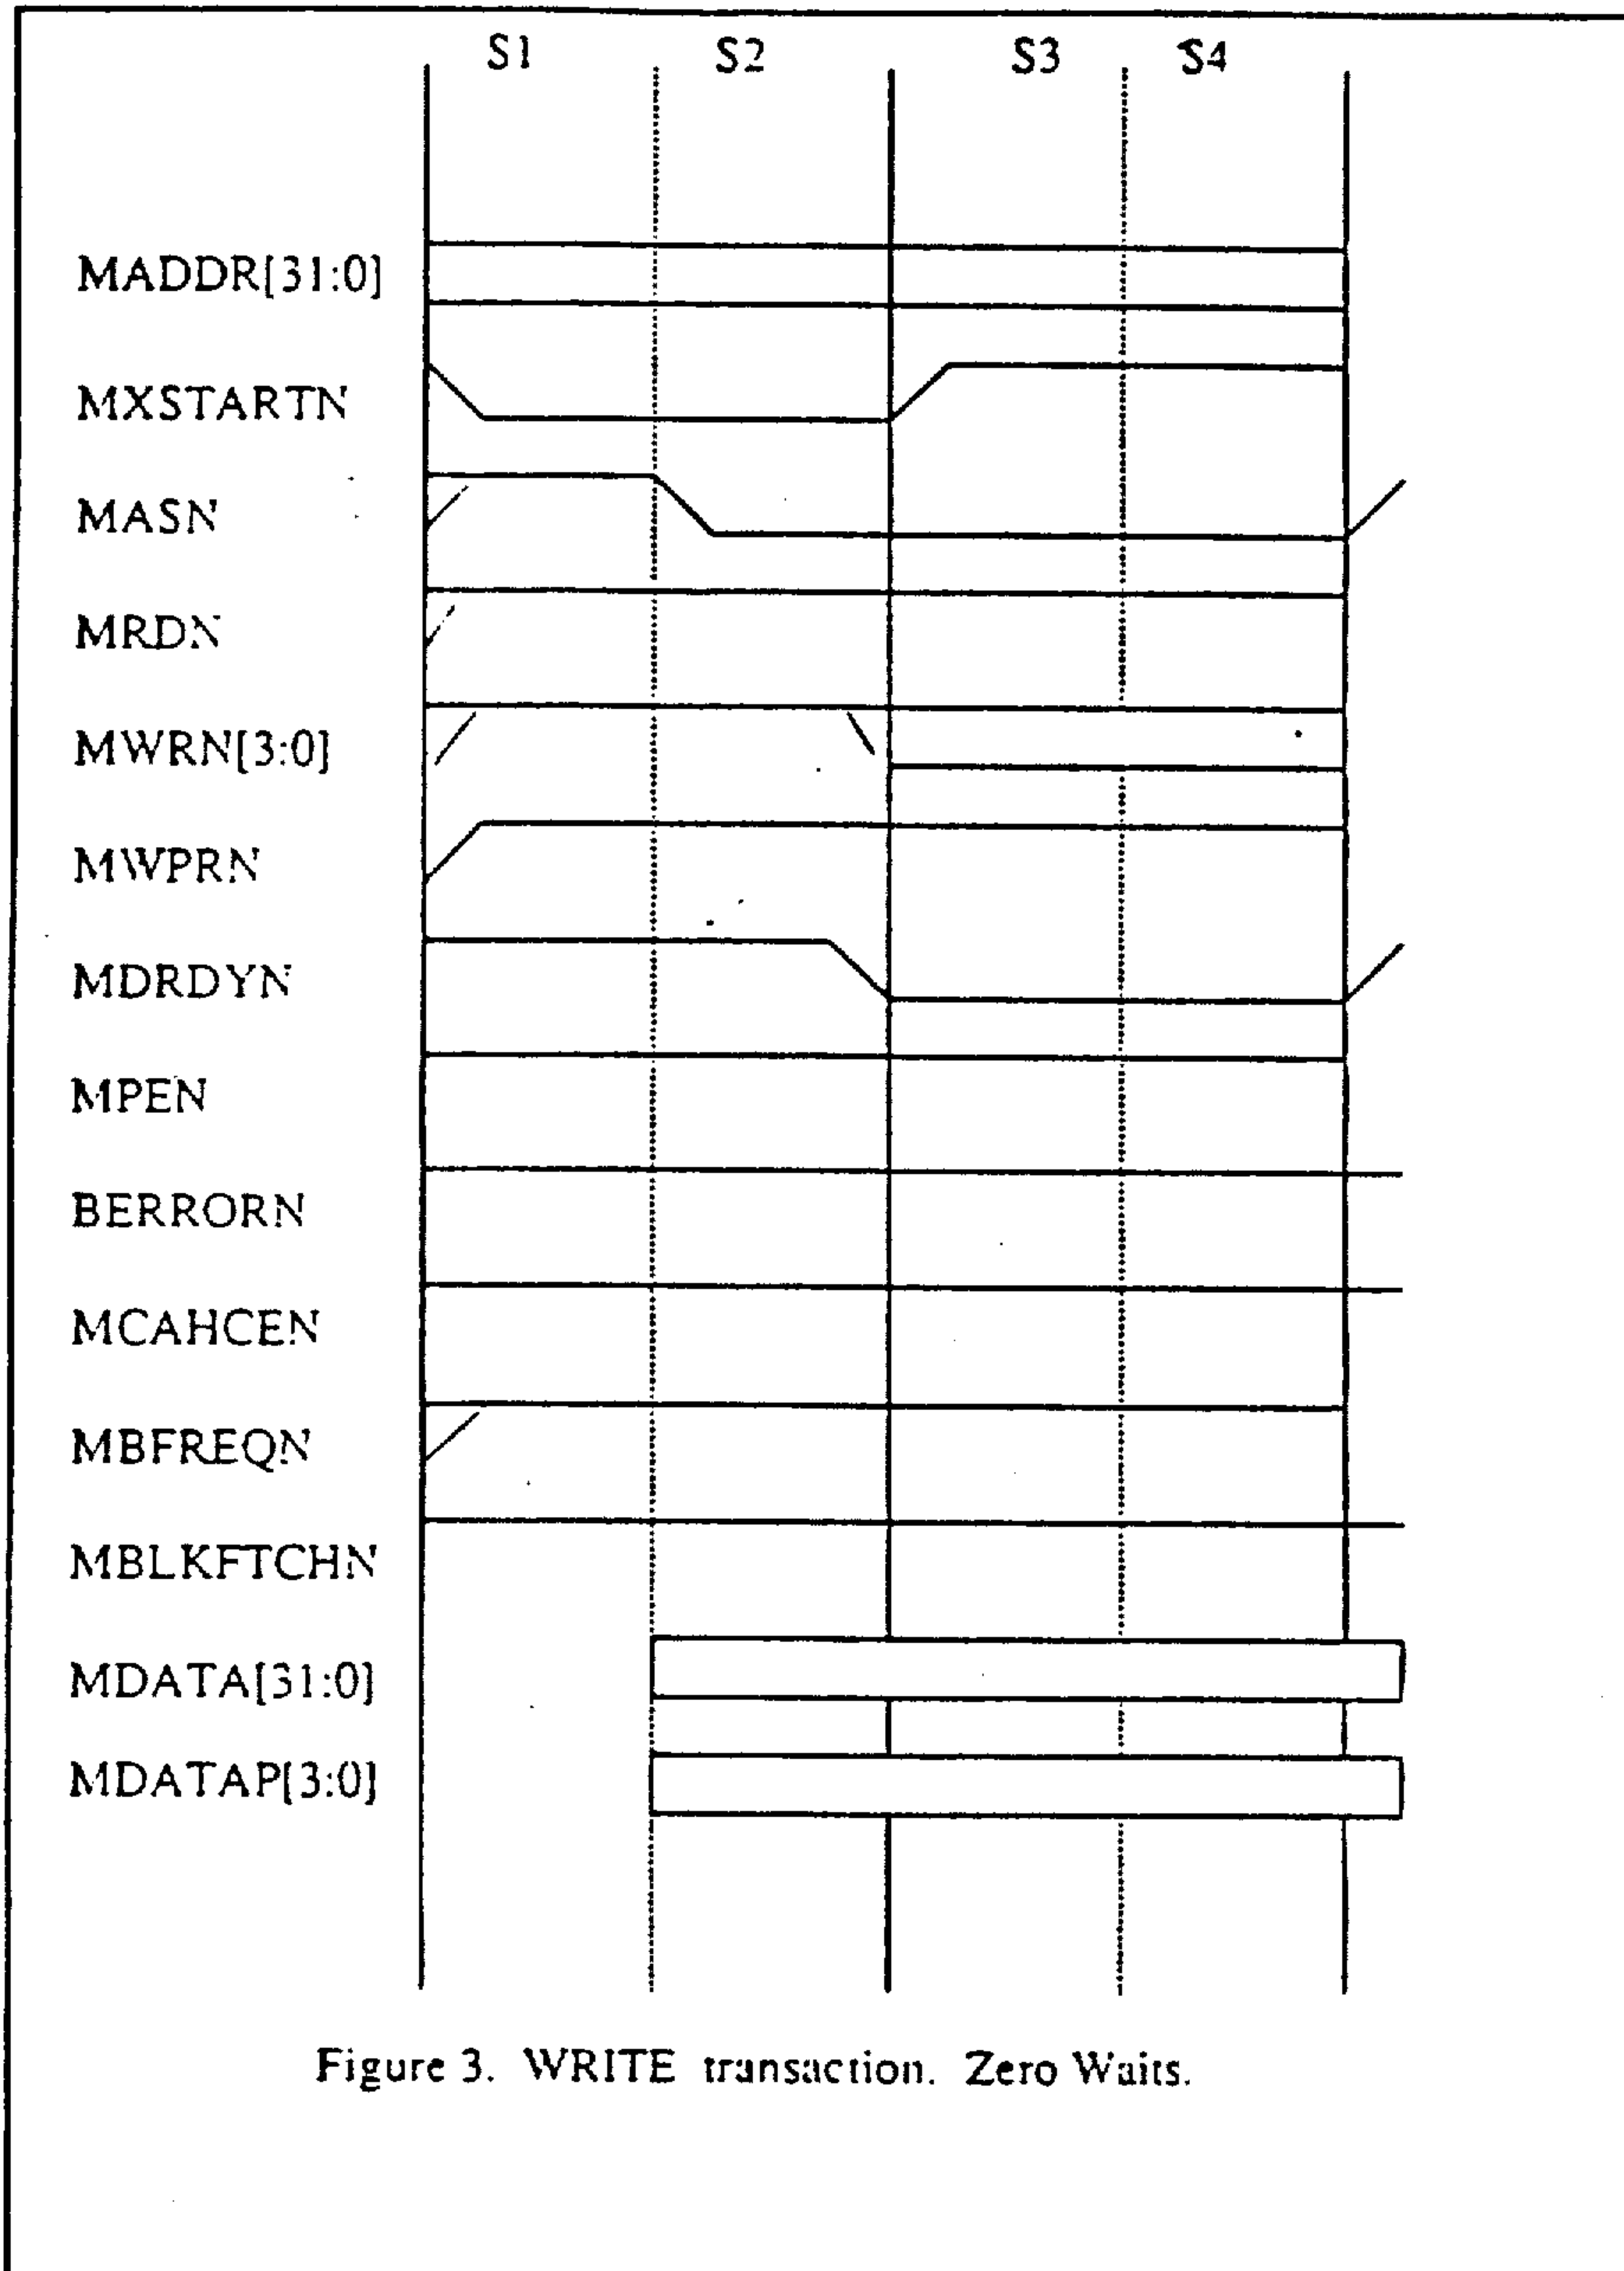 S1 S2 S3 S4
MADDR[31:0]
MXSTARTN
MASN
MRDN
MWRN[3:0]
MWPRN
MDRDYN
MPEN
BERRORN
MCAHCEN
MBFREQN
MBLKFTCHN
MDATA[31:0]
MDATAP[3:0]
Figure 3. WRITE transaction. Zero Waits.